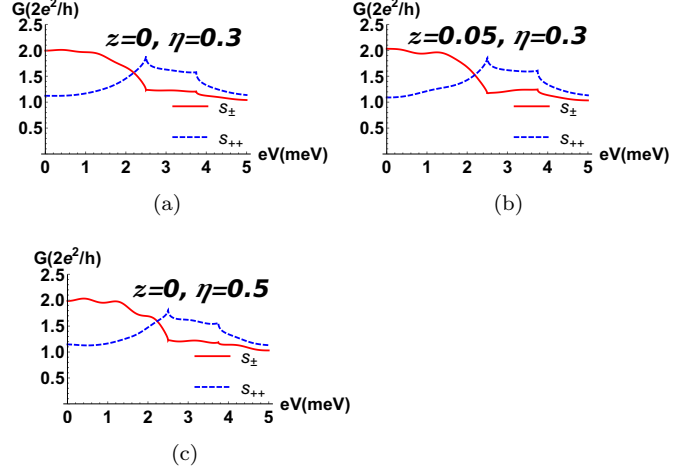 G(2e²/h)
2.5
2.0
1.5
1.0
0.5
z=0, η=0.3
s±
s++
0 1 2 3 4 5
eV(meV)
(a)
G(2e²/h)
2.5
2.0
1.5
1.0
0.5
z=0.05, η=0.3
s±
s++
0 1 2 3 4 5
eV(meV)
(b)
G(2e²/h)
2.5
2.0
1.5
1.0
0.5
z=0, η=0.5
s±
s++
0 1 2 3 4 5
eV(meV)
(c)